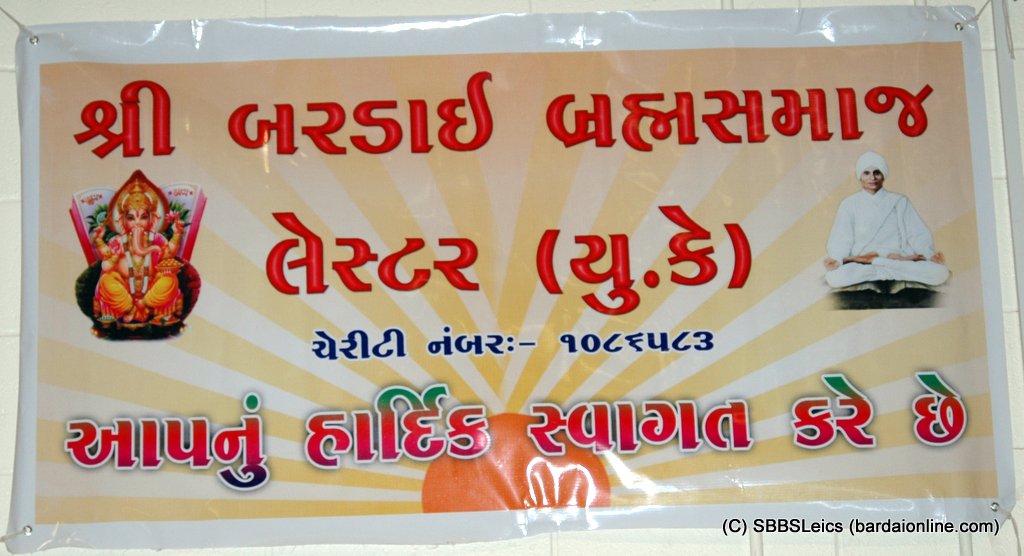 શ્રી બરડાઈ બ્રહ્મસમાજ
લેસ્ટર (યુ.કે)
ચેરીટી નંબરઃ- ૧૦૮૬૫૮૩
આપનું હાર્દિક સ્વાગત કરે છે
(C) SBBSLeics (bardaionline.com)